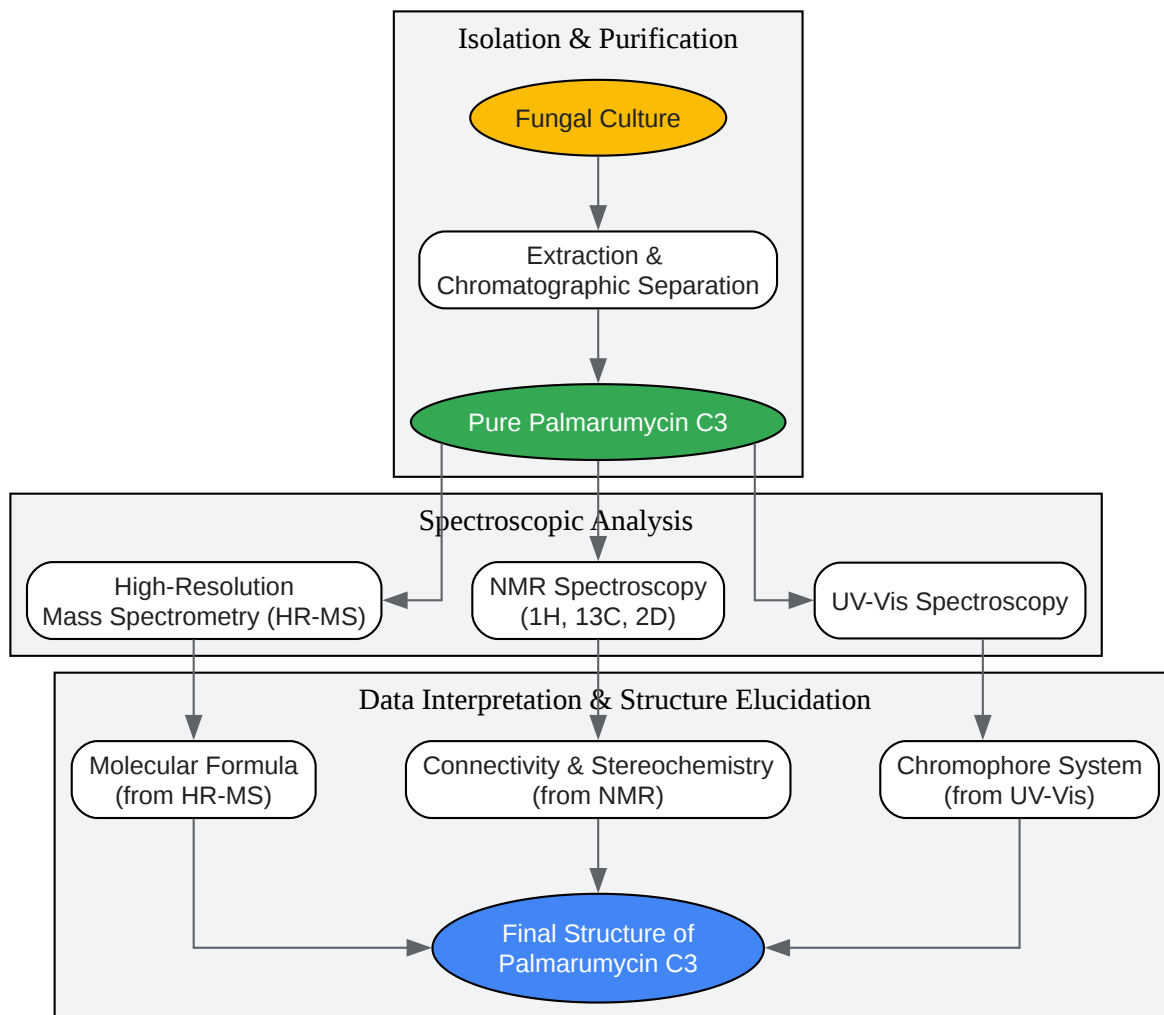 Isolation & Purification
Fungal Culture
Extraction &
Chromatographic Separation
Pure Palmarumycin C3
Spectroscopic Analysis
High-Resolution
Mass Spectrometry (HR-MS)
NMR Spectroscopy
(1H, 13C, 2D)
UV-Vis Spectroscopy
Data Interpretation & Structure Elucidation
Molecular Formula
(from HR-MS)
Connectivity & Stereochemistry
(from NMR)
Chromophore System
(from UV-Vis)
Final Structure of
Palmarumycin C3